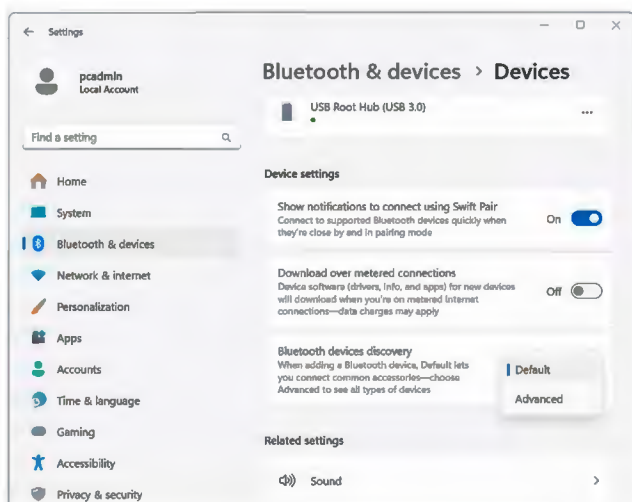 Settings
pcadmin
Local Account
Find a setting
Home
System
Bluetooth & devices
Network & internet
Personalization
Apps
Accounts
Time & language
Gaming
Accessibility
Privacy & security
Bluetooth & devices > Devices
USB Root Hub (USB 3.0)
Device settings
Show notifications to connect using Swift Pair
Connect to supported Bluetooth devices quickly when
they're close by and in pairing mode
On
Download over metered connections
Device software (drivers, info, and apps) for new devices
will download when you're on metered internet
connections—data charges may apply
Off
Bluetooth devices discovery
When adding a Bluetooth device, Default lets
you connect common accessories—choose
Advanced to see all types of devices
Default
Advanced
Related settings
Sound